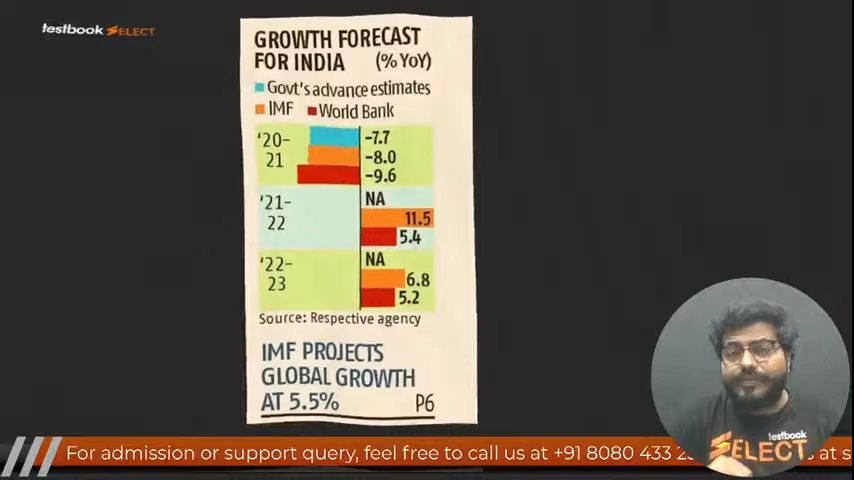 testbook SELECT
GROWTH FORECAST
FOR INDIA (% YoY)
Govt's advance estimates
IMF World Bank
'20-
21
-7.7
-8.0
-9.6
'21-
22
NA
11.5
5.4
'22-
23
NA
6.8
5.2
Source: Respective agency
IMF PROJECTS
GLOBAL GROWTH
AT 5.5% P6
testbook
SELECT
For admission or support query, feel free to call us at +91 8080 433 at s